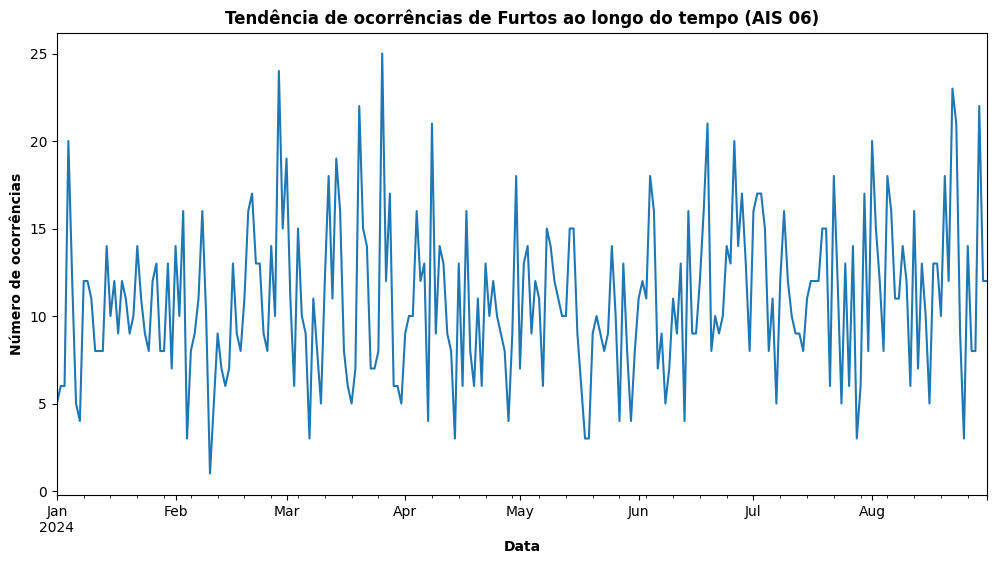 Tendência de ocorrências de Furtos ao longo do tempo (AIS 06)
Número de ocorrências
25
20
15
10
5
0
Jan Feb Mar Apr May Jun Jul Aug
2024
Data